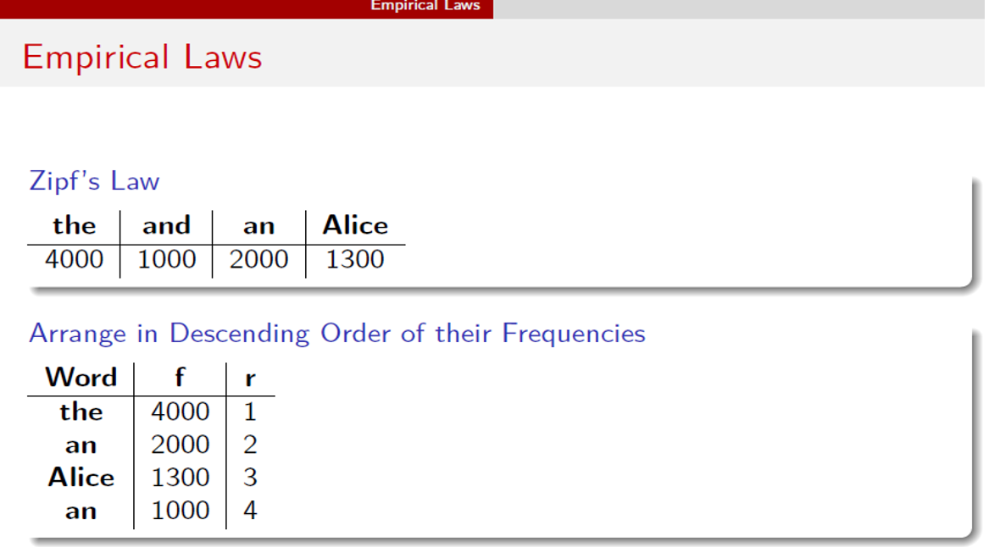 Empirical Laws
Empirical Laws
Zipf's Law
the and an Alice
4000 1000 2000 1300
Arrange in Descending Order of their Frequencies
Word f r
the 4000 1
an 2000 2
Alice 1300 3
an 1000 4